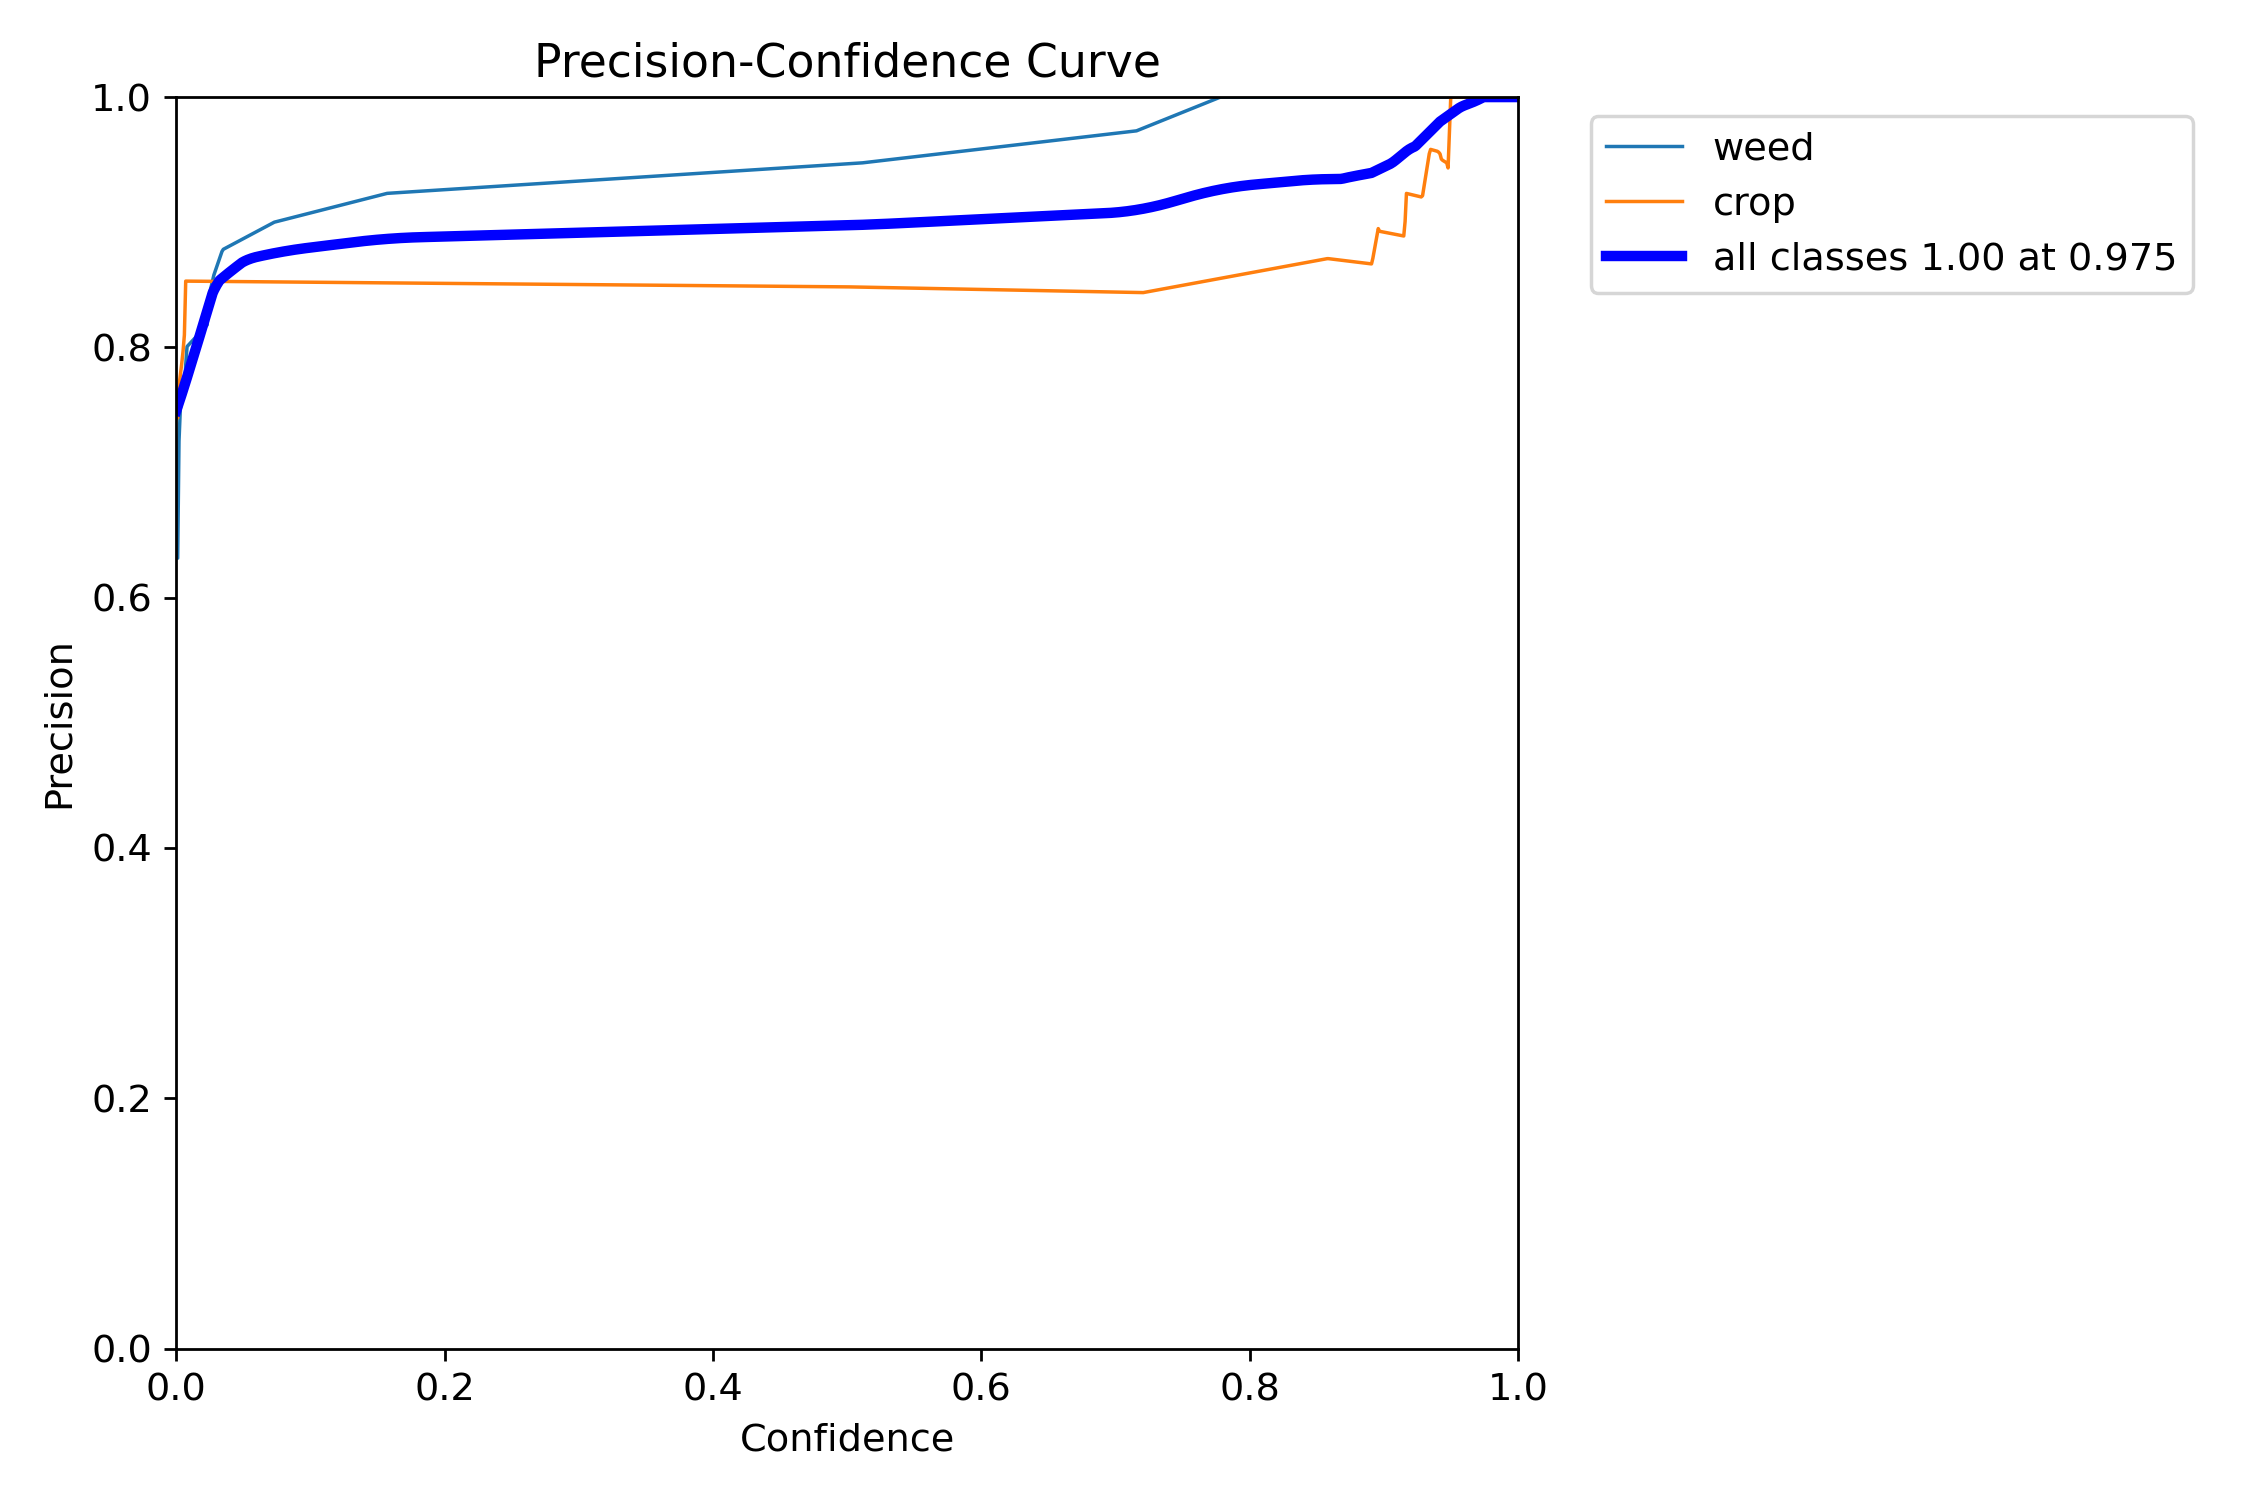 Precision-Confidence Curve
1.0
0.8
0.6
0.4
0.2
0.0
Precision
0.0 0.2 0.4 0.6 0.8 1.0
Confidence
weed
crop
all classes 1.00 at 0.975